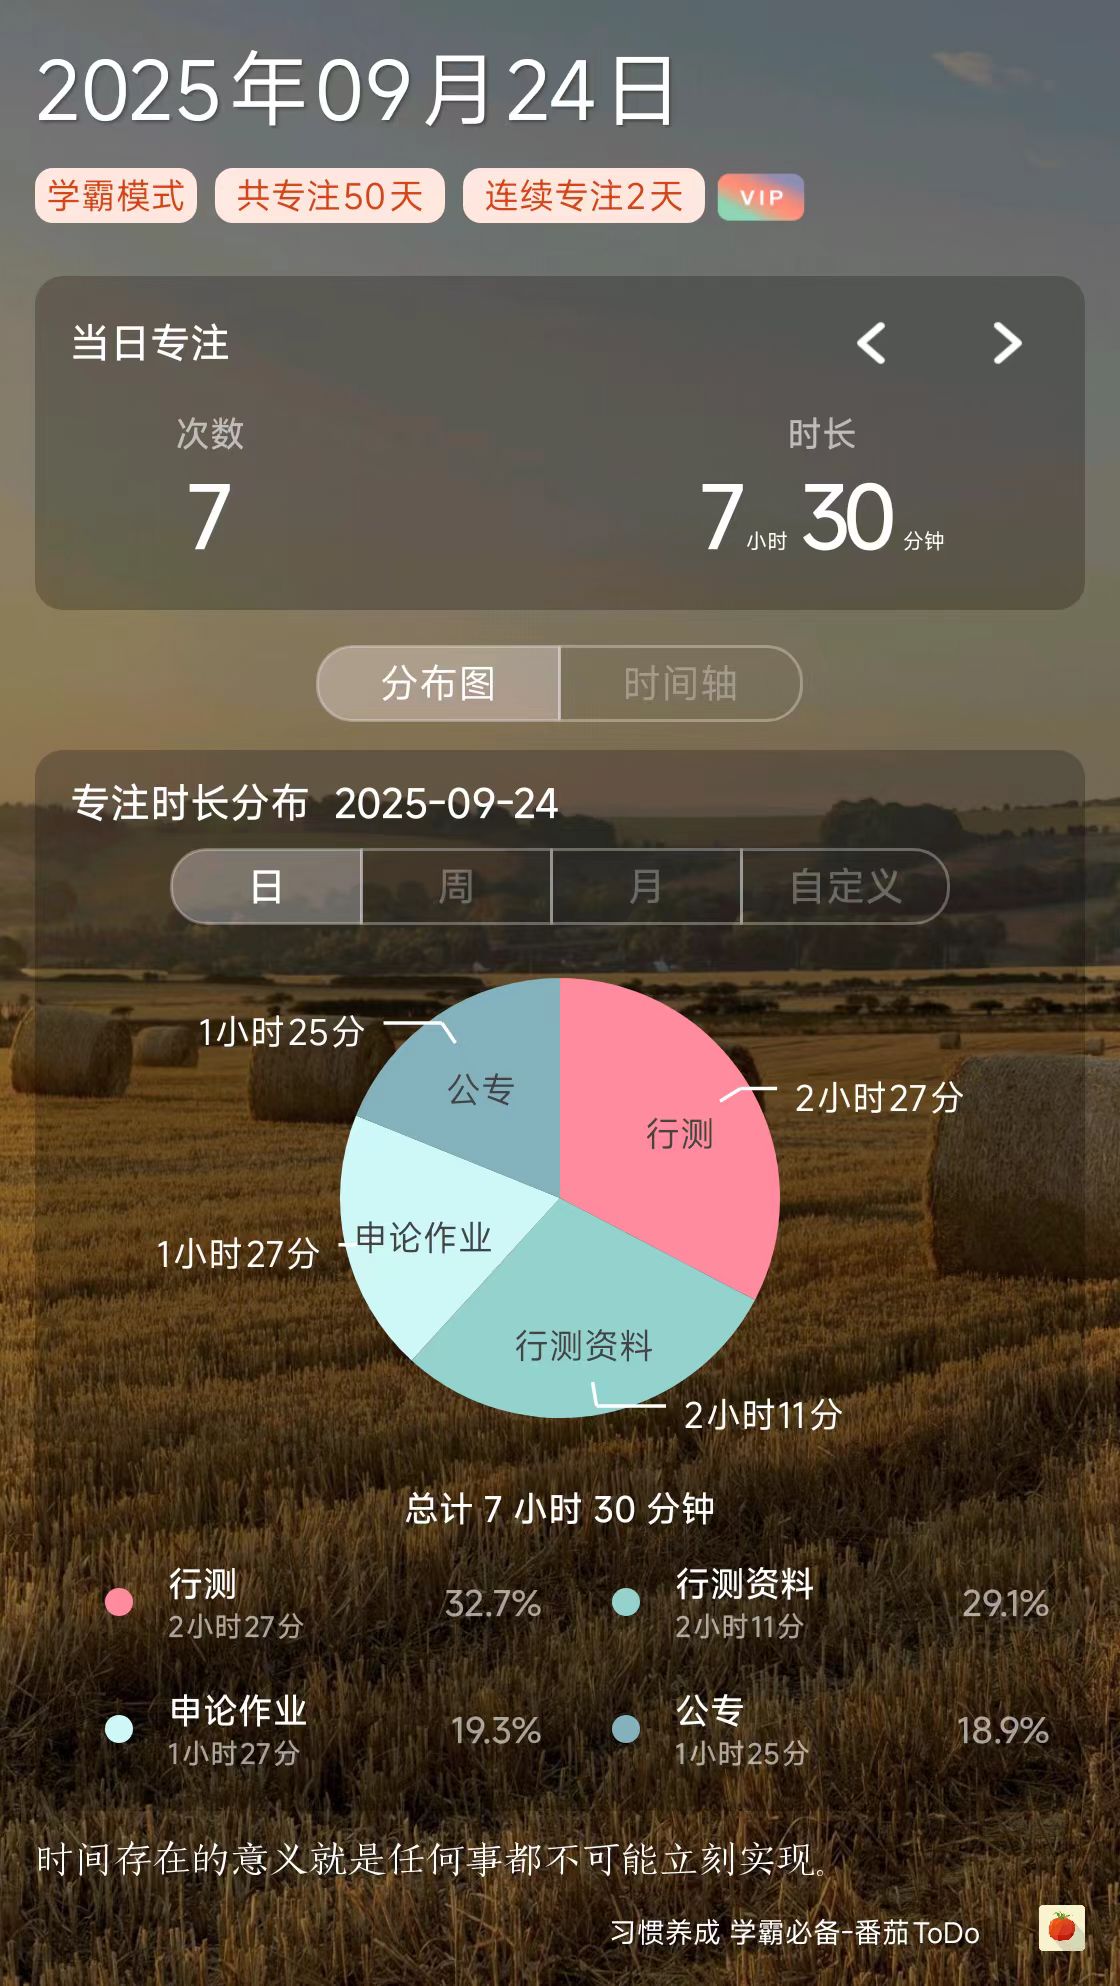 2025年09月24日
学霸模式 共专注50天 连续专注2天 VIP
当日专注
次数 时长
7 7小时30分钟
分布图 时间轴
专注时长分布 2025-09-24
日 周 月 自定义
1小时25分
公专
2小时27分
行测
申论作业
1小时27分
行测资料
2小时11分
总计 7 小时 30 分钟
行测 32.7% 行测资料 29.1%
2小时27分 2小时11分
申论作业 19.3% 公专 18.9%
1小时27分 1小时25分
时间存在的意义就是任何事都不可能立刻实现。
习惯养成 学霸必备-番茄ToDo